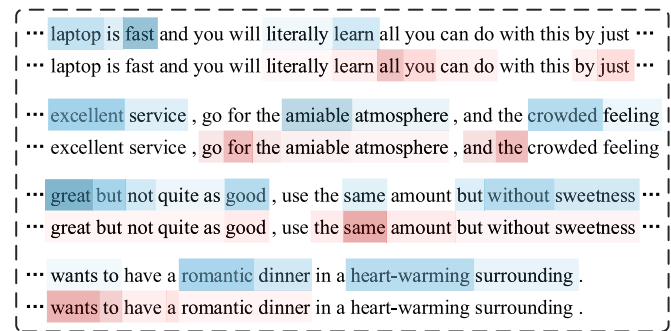 ··· laptop is fast and you will literally learn all you can do with this by just ···
··· laptop is fast and you will literally learn all you can do with this by just ···
··· excellent service , go for the amiable atmosphere , and the crowded feeling
··· excellent service , go for the amiable atmosphere , and the crowded feeling
··· great but not quite as good , use the same amount but without sweetness ···
··· great but not quite as good , use the same amount but without sweetness ···
··· wants to have a romantic dinner in a heart-warming surrounding .
··· wants to have a romantic dinner in a heart-warming surrounding .